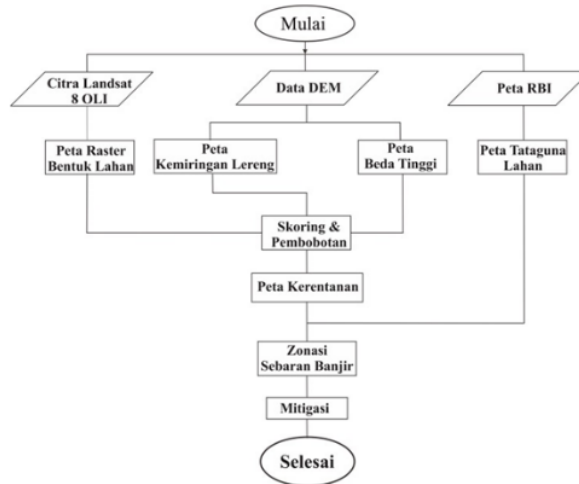 Mulai
Citra Landsat
8 OLI
Data DEM
Peta RBI
Peta Raster
Bentuk Lahan
Peta
Kemiringan Lereng
Peta
Beda Tinggi
Peta Tataguna
Lahan
Skoring &
Pembobotan
Peta Kerentanan
Zonasi
Sebaran Banjir
Mitigasi
Selesai